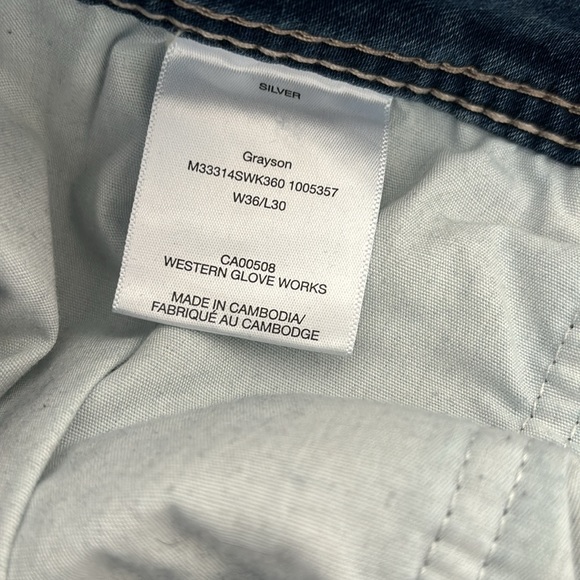 SILVER
Grayson
M33314SWK360 1005357
W36/L30
CA00508
WESTERN GLOVE WORKS
MADE IN CAMBODIA/
FABRIQUÉ AU CAMBODGE